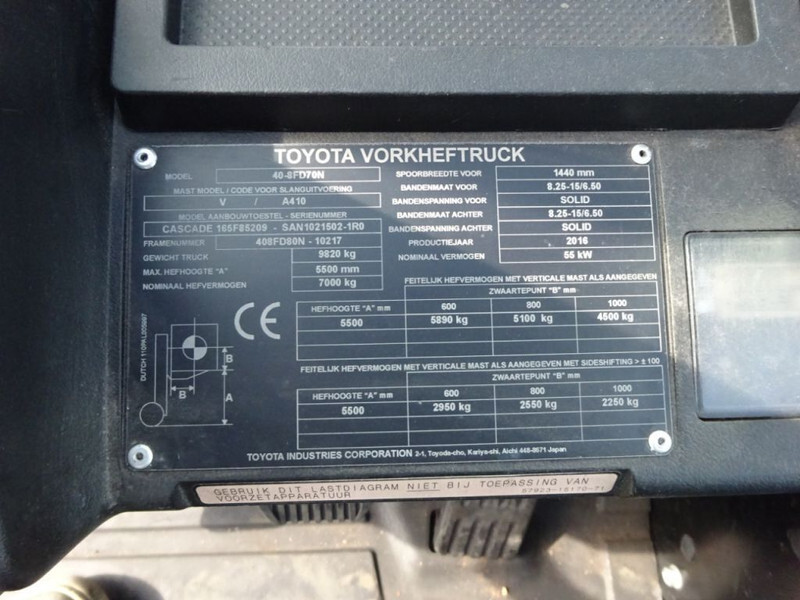 TOYOTA VORKHEFTRUCK
MODEL 40-8FD70N
MAST MODEL / CODE VOOR SLANGUITVOERING
V / A410
MODEL AANBOUWTOESTEL - SERIENUMMER
CASCADE 165F85209 - SAN1021502-1R0
FRAMENUMMER 408FD80N - 10217
GEWICHT TRUCK 9820 kg
MAX. HEFHOOGTE "A" 5500 mm
NOMINAAL HEFVERMOGEN 7000 kg
SPOORBREEDTE VOOR 1440 mm
BANDENMAAT VOOR 8.25-15/6.50
BANDENSPANNING VOOR SOLID
BANDENMAAT ACHTER 8.25-15/6.50
BANDENSPANNING ACHTER SOLID
PRODUCTIEJAAR 2016
NOMINAAL VERMOGEN 55 kW
FEITELIJK HEFVERMOGEN MET VERTICALE MAST ALS AANGEGEVEN
ZWAARTEPUNT "B" mm
HEFHOOGTE "A" mm 600 800 1000
5500 5890 kg 5100 kg 4500 kg
FEITELIJK HEFVERMOGEN MET VERTICALE MAST ALS AANGEGEVEN MET SIDESHIFTING > ± 100
ZWAARTEPUNT "B" mm
HEFHOOGTE "A" mm 600 800 1000
5500 2950 kg 2550 kg 2250 kg
CE
B
B
A
TOYOTA INDUSTRIES CORPORATION 2-1, Toyoda-cho, Kariya-shi, Aichi 448-8671 Japan
GEBRUIK DIT LASTDIAGRAM NIET BIJ TOEPASSING VAN
VOORZETAPPARATUUR 57923-16170-71